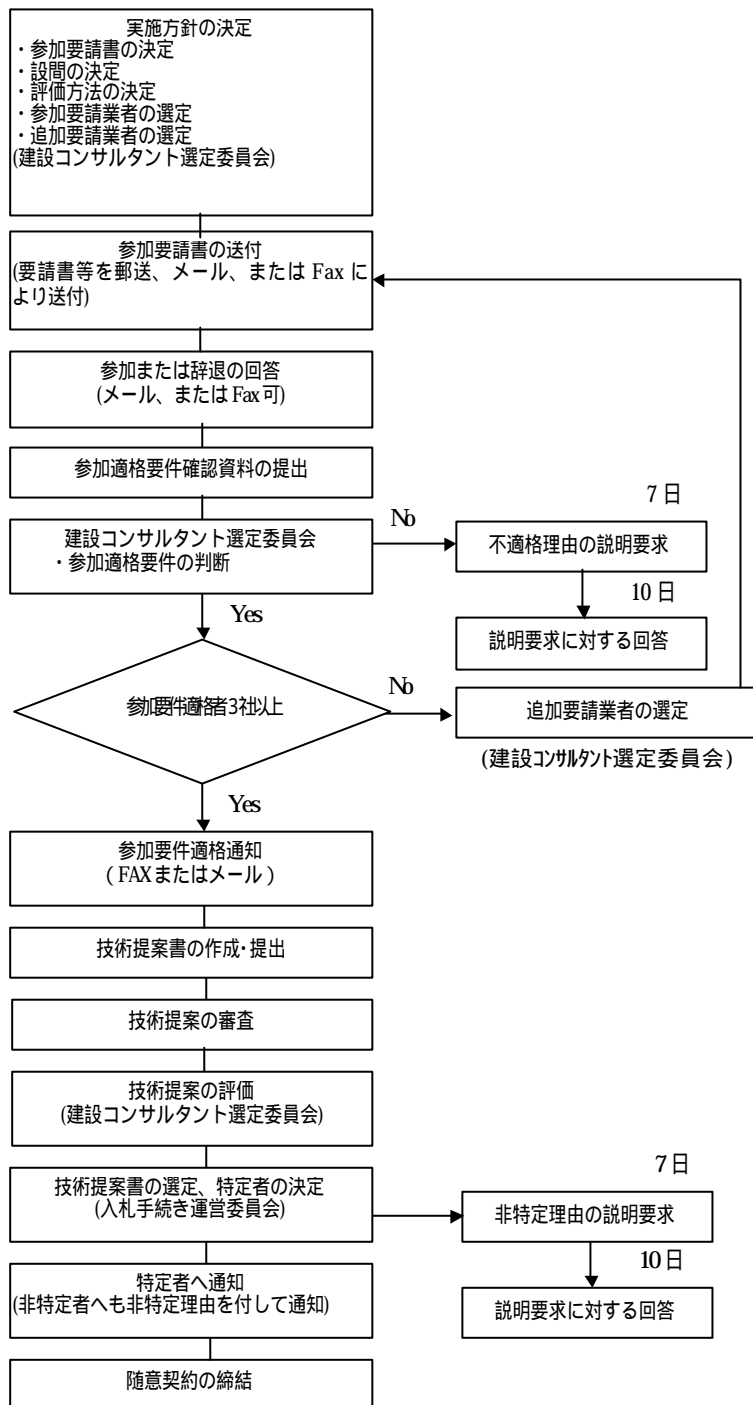 実施方針の決定
・参加要請書の決定
・設間の決定
・評価方法の決定
・参加要請業者の選定
・追加要請業者の選定
(建設コンサルタント選定委員会)
参加要請書の送付
(要請書等を郵送、メール、または Fax に
より送付)
参加または辞退の回答
(メール、または Fax 可)
参加適格要件確認資料の提出
7 日
建設コンサルタント選定委員会
・参加適格要件の判断
No
不適格理由の説明要求
10 日
Yes
説明要求に対する回答
参加要件適格者3社以上
No
追加要請業者の選定
(建設コンサルタント選定委員会)
Yes
参加要件適格通知
( FAX またはメール )
技術提案書の作成・提出
技術提案の審査
技術提案の評価
(建設コンサルタント選定委員会)
7 日
技術提案書の選定、特定者の決定
(入札手続き運営委員会)
非特定理由の説明要求
10 日
特定者へ通知
(非特定者へも非特定理由を付して通知)
説明要求に対する回答
随意契約の締結